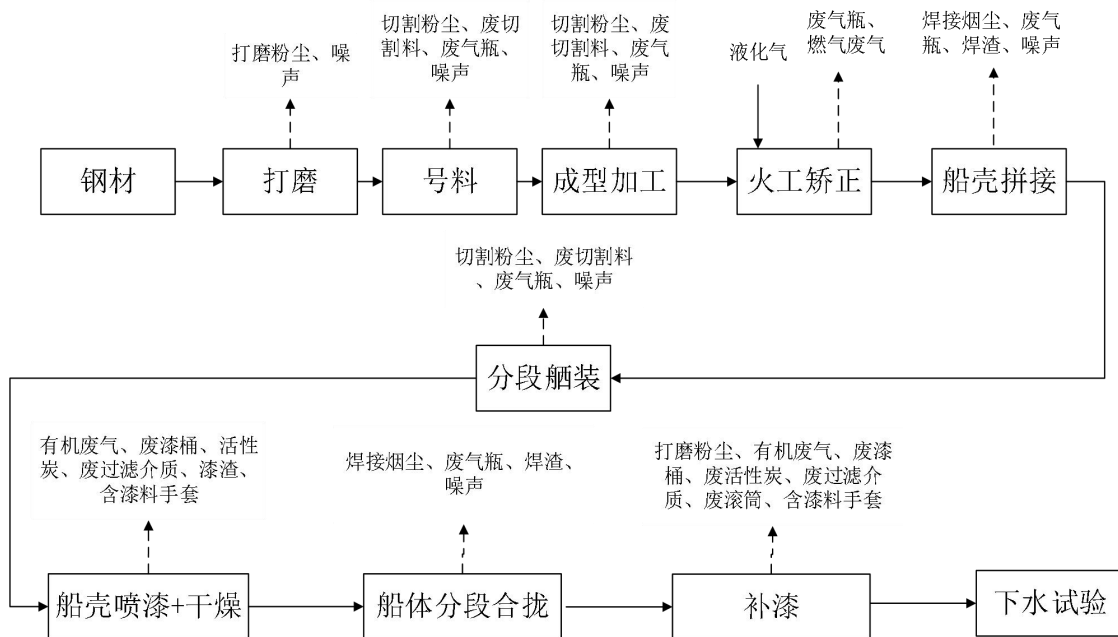 打磨粉尘、噪
声
切割粉尘、废切
割料、废气瓶、
噪声
切割粉尘、废
切割料、废气
瓶、噪声
液化气
废气瓶、
燃气废气
焊接烟尘、废气
瓶、焊渣、噪声
钢材
打磨
号料
成型加工
火工矫正
船壳拼接
切割粉尘、废切割料
、废气瓶、噪声
分段舾装
有机废气、废漆桶、活性
炭、废过滤介质、漆渣、
含漆料手套
焊接烟尘、废气瓶、焊渣、
噪声
打磨粉尘、有机废气、废漆
桶、废活性炭、废过滤介
质、废滚筒、含漆料手套
船壳喷漆+干燥
船体分段合拢
补漆
下水试验